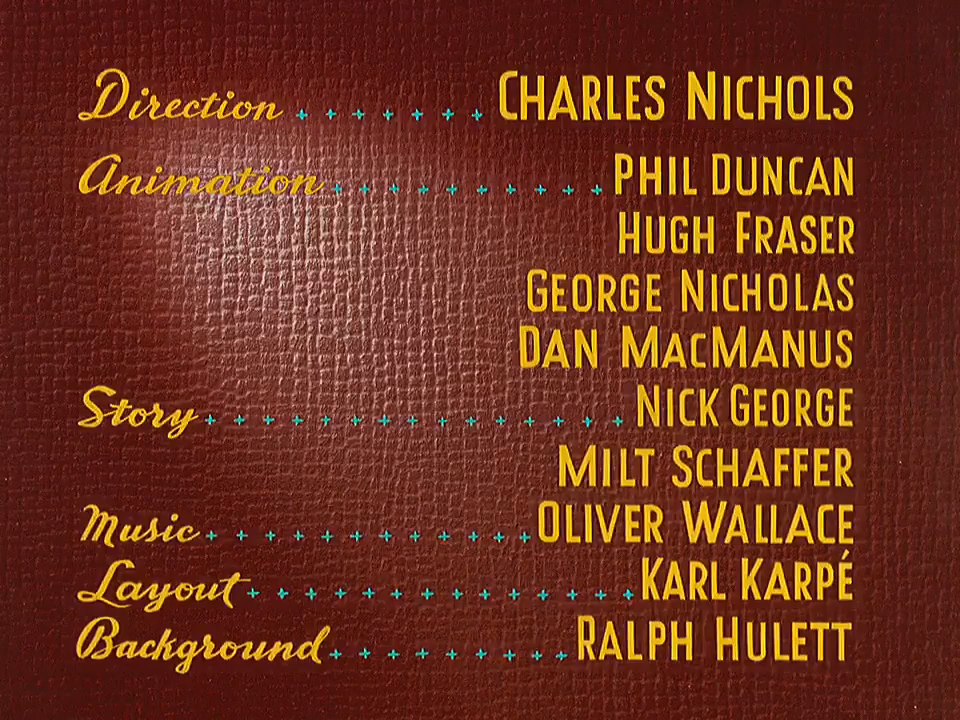 Direction . . . . . . . CHARLES NICHOLS
Animation . . . . . . . . . . PHIL DUNCAN
HUGH FRASER
GEORGE NICHOLAS
DAN MACMANUS
Story . . . . . . . . . . . . . . . NICK GEORGE
MILT SCHAFFER
Music . . . . . . . . . . . . OLIVER WALLACE
Layout . . . . . . . . . . . . . . KARL KARPÉ
Background . . . . . . . . . RALPH HULETT